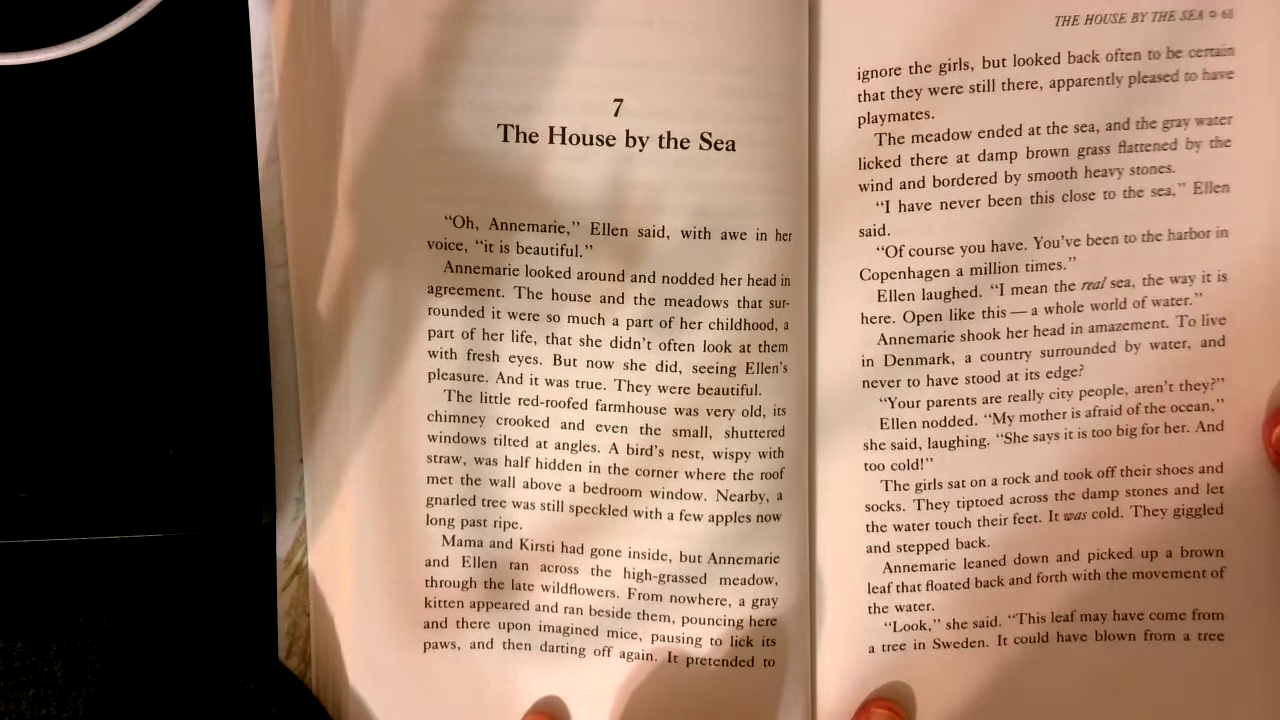 7
The House by the Sea
"Oh, Annemarie," Ellen said, with awe in her
voice, "it is beautiful."
Annemarie looked around and nodded her head in
agreement. The house and the meadows that sur-
rounded it were so much a part of her childhood, a
part of her life, that she didn't often look at them
with fresh eyes. But now she did, seeing Ellen's
pleasure. And it was true. They were beautiful.
The little red-roofed farmhouse was very old, its
chimney crooked and even the small, shuttered
windows tilted at angles. A bird's nest, wispy with
straw, was half hidden in the corner where the roof
met the wall above a bedroom window. Nearby, a
gnarled tree was still speckled with a few apples now
long past ripe.
Mama and Kirsti had gone inside, but Annemarie
and Ellen ran across the high-grassed meadow,
through the late wildflowers. From nowhere, a gray
kitten appeared and ran beside them, pouncing here
and there upon imagined mice, pausing to lick its
paws, and then darting off again. It pretended to
THE HOUSE BY THE SEA
ignore the girls, but looked back often to be certain
that they were still there, apparently pleased to have
playmates.
The meadow ended at the sea, and the gray water
licked there at damp brown grass flattened by the
wind and bordered by smooth heavy stones.
"I have never been this close to the sea," Ellen
said.
"Of course you have. You've been to the harbor in
Copenhagen a million times."
Ellen laughed. "I mean the real sea, the way it is
here. Open like this — a whole world of water."
Annemarie shook her head in amazement. To live
in Denmark, a country surrounded by water, and
never to have stood at its edge?
"Your parents are really city people, aren't they?"
Ellen nodded. "My mother is afraid of the ocean,"
she said, laughing. "She says it is too big for her. And
too cold!"
The girls sat on a rock and took off their shoes and
socks. They tiptoed across the damp stones and let
the water touch their feet. It was cold. They giggled
and stepped back.
Annemarie leaned down and picked up a brown
leaf that floated back and forth with the movement of
the water.
"Look," she said. "This leaf may have come from
a tree in Sweden. It could have blown from a tree